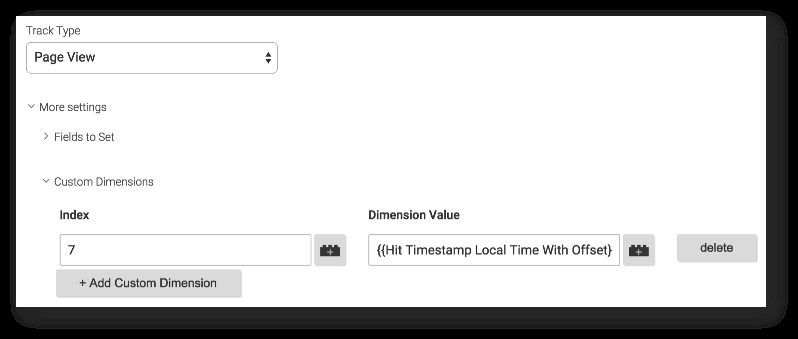 Track Type
Page View
More settings
Fields to Set
Custom Dimensions
Index Dimension Value
7 {{Hit Timestamp Local Time With Offset} delete
+ Add Custom Dimension